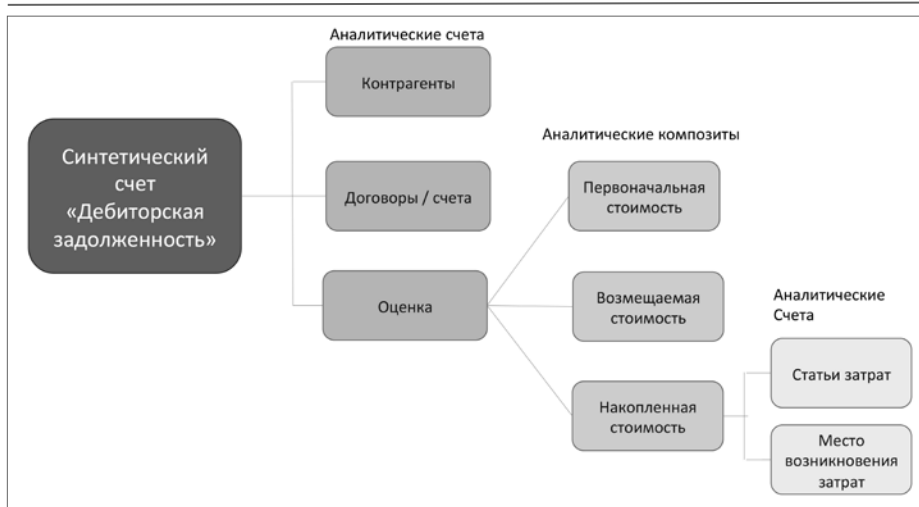 Аналитические счета
Контрагенты
Синтетический
счет
«Дебиторская
задолженность»
Договоры / счета
Оценка
Аналитические композиты
Первоначальная
стоимость
Возмещаемая
стоимость
Накопленная
стоимость
Аналитические
Счета
Статьи затрат
Место
возникновения
затрат